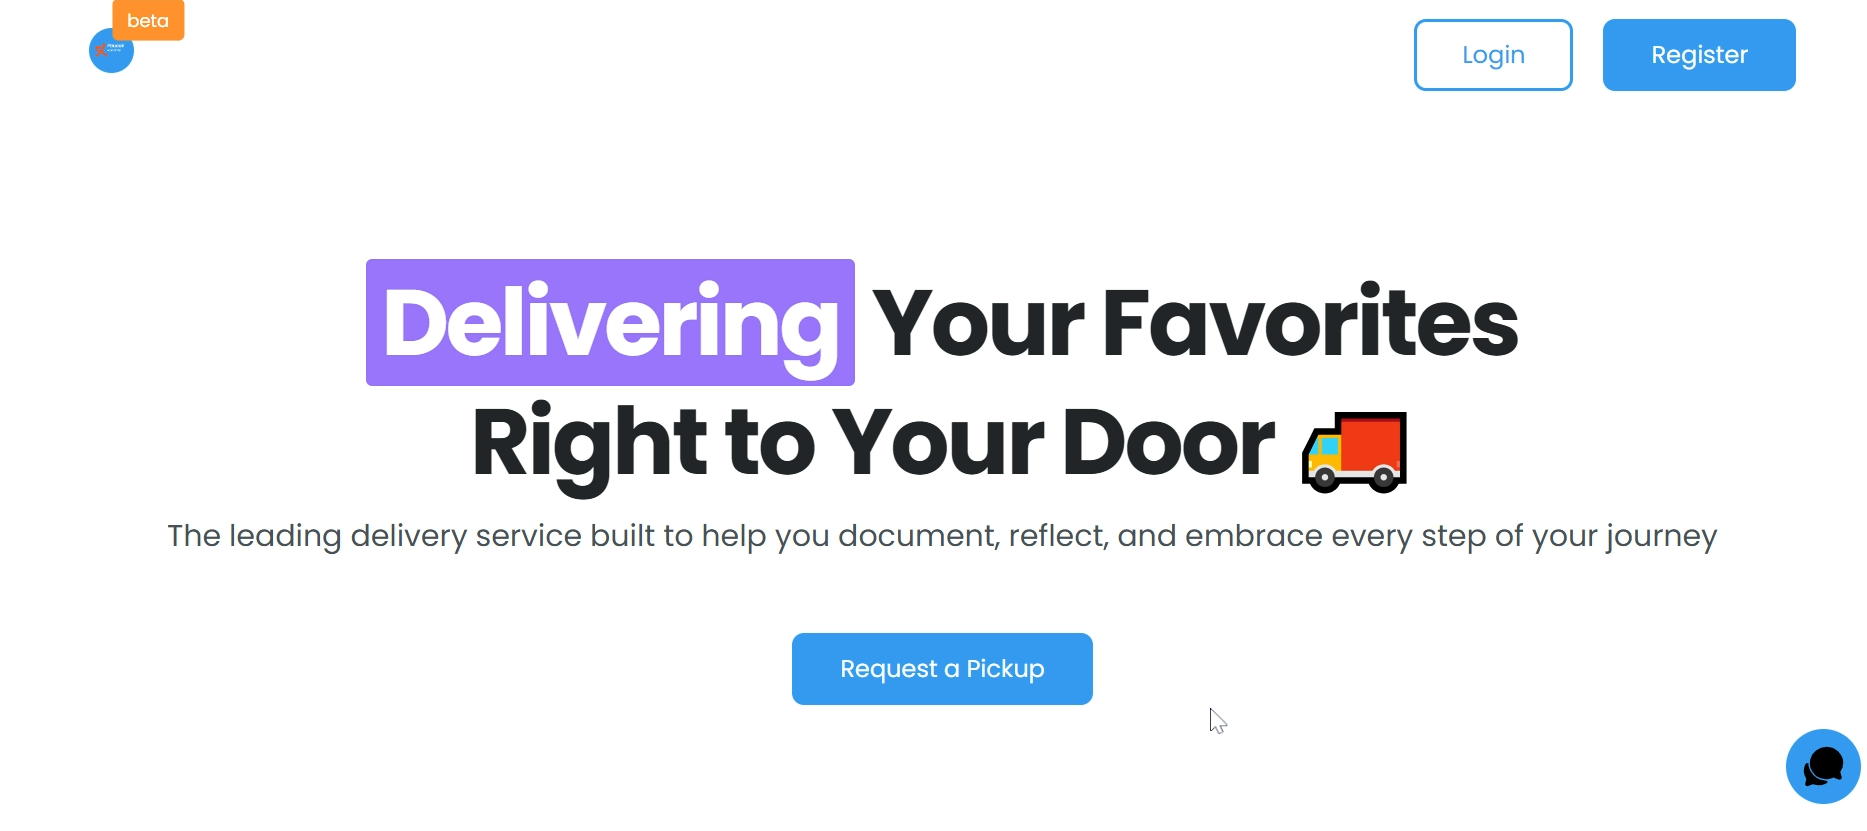 beta
Login
Register
Delivering Your Favorites
Right to Your Door
The leading delivery service built to help you document, reflect, and embrace every step of your journey
Request a Pickup